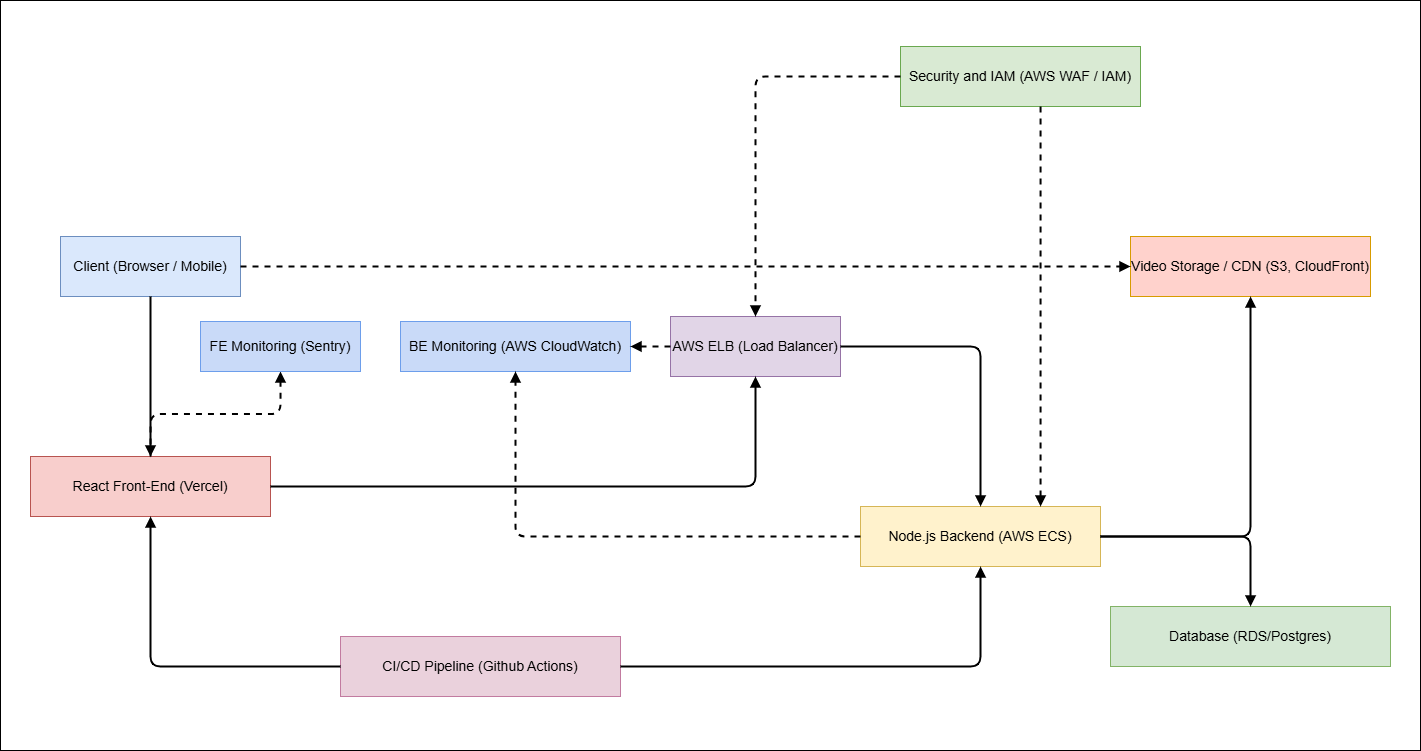 Security and IAM (AWS WAF / IAM)
Client (Browser / Mobile)
Video Storage / CDN (S3, CloudFront)
FE Monitoring (Sentry)
BE Monitoring (AWS CloudWatch)
AWS ELB (Load Balancer)
React Front-End (Vercel)
Node.js Backend (AWS ECS)
Database (RDS/Postgres)
CI/CD Pipeline (Github Actions)